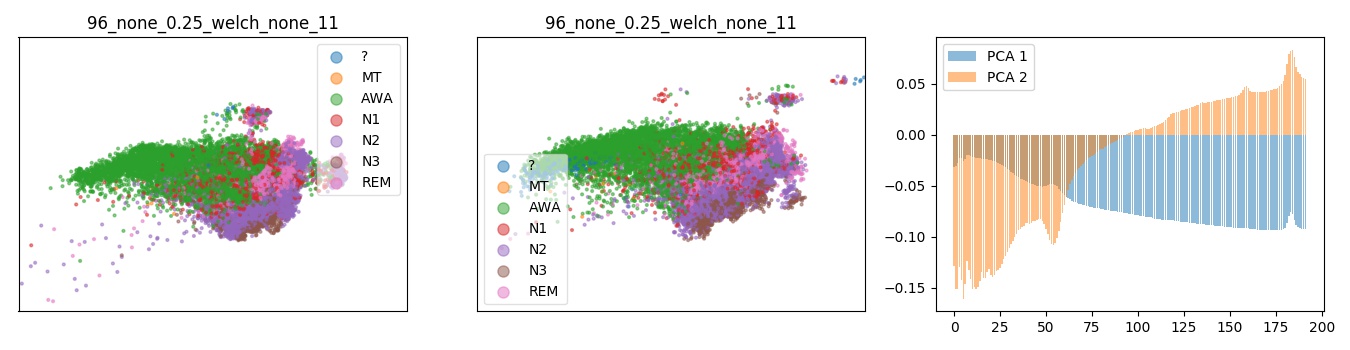 96_none_0.25_welch_none_11
?
MT
AWA
N1
N2
N3
REM
96_none_0.25_welch_none_11
?
MT
AWA
N1
N2
N3
REM
PCA 1
PCA 2
0.05
0.00
−0.05
−0.10
−0.15
0 25 50 75 100 125 150 175 200